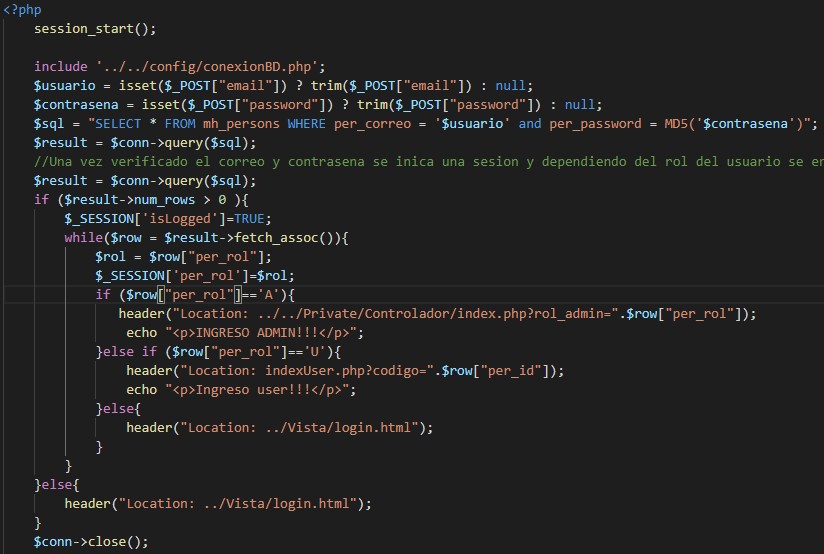 <?php
session_start();
include '../../config/conexionBD.php';
$usuario = isset($_POST["email"]) ? trim($_POST["email"]) : null;
$contrasena = isset($_POST["password"]) ? trim($_POST["password"]) : null;
$sql = "SELECT * FROM mh_persons WHERE per_correo = '$usuario' and per_password = MD5('$contrasena')";
$result = $conn->query($sql);
//Una vez verificado el correo y contrasena se inica una sesion y dependiendo del rol del usuario se en
$result = $conn->query($sql);
if ($result->num_rows > 0 ){
$_SESSION['isLogged']=TRUE;
while($row = $result->fetch_assoc()){
$rol = $row["per_rol"];
$_SESSION['per_rol']=$rol;
if ($row["per_rol"]=='A'){
header("Location: ../../Private/Controlador/index.php?rol_admin=".$row["per_rol"]);
echo "<p>INGRESO ADMIN!!!</p>";
}else if ($row["per_rol"]=='U'){
header("Location: indexUser.php?codigo=".$row["per_id"]);
echo "<p>Ingreso user!!!</p>";
}else{
header("Location: ../Vista/login.html");
}
}
}else{
header("Location: ../Vista/login.html");
}
$conn->close();